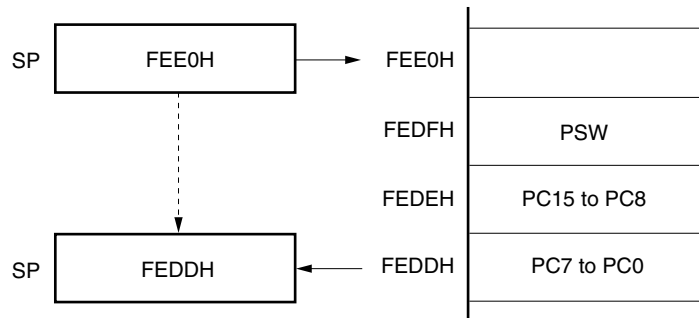 SP FEE0H FEE0H
FEDFH PSW
FEDEH PC15 to PC8
SP FEDDH FEDDH PC7 to PC0